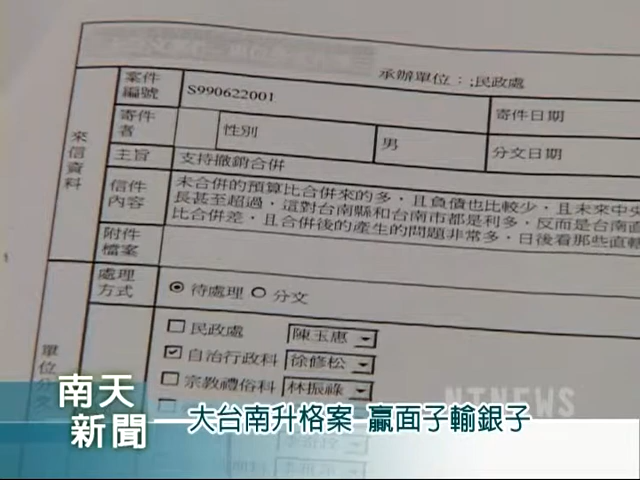 承辦單位：;民政處
案件編號 S990622001 寄件日期
寄件者 性別 男 分文日期
主旨 支持撤銷合併
來信資料
信件內容 未合併的預算比合併來的多，且負債也比較少，且未來中央
長甚至超過，這對台南縣和台南市都是利多，反而是台南直
比合併差，且合併後的產生的問題非常多，日後看那些直轄
附件檔案
處理方式 待處理 分文
單位分文
民政處 陳玉惠
自治行政科 徐修松
宗教禮俗科 林振祿
NTNEWS
南天新聞
大台南升格案 贏面子輸銀子